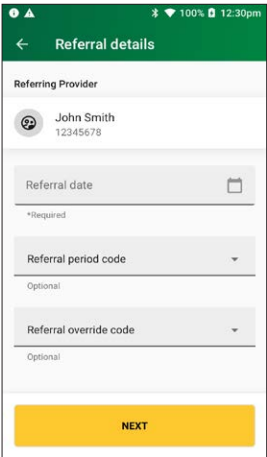 100% 12:30pm
Referral details
Referring Provider
John Smith
12345678
Referral date
*Required
Referral period code
Optional
Referral override code
Optional
NEXT